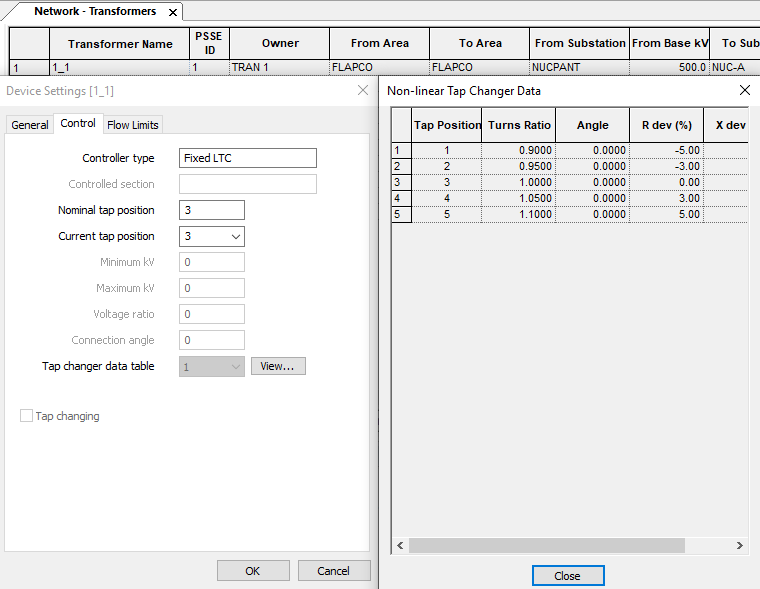 Network - Transformers
Transformer Name PSSE ID Owner From Area To Area From Substation From Base kV To Sub
1 1_1 1 TRAN 1 FLAPCO FLAPCO NUCPANT 500.0 NUC-A
Device Settings [1_1]
General Control Flow Limits
Controller type Fixed LTC
Controlled section
Nominal tap position 3
Current tap position 3
Minimum kV 0
Maximum kV 0
Voltage ratio 0
Connection angle 0
Tap changer data table 1 View...
Tap changing
OK Cancel
Non-linear Tap Changer Data
Tap Position Turns Ratio Angle R dev (%) X dev
1 1 0.9000 0.0000 -5.00
2 2 0.9500 0.0000 -3.00
3 3 1.0000 0.0000 0.00
4 4 1.0500 0.0000 3.00
5 5 1.1000 0.0000 5.00
Close